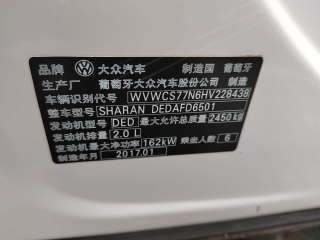 品牌 大众汽车 制造国 葡萄牙
生产厂 葡萄牙大众汽车股份公司
车辆识别代号 WVWCS77N6HV228438
整车型号 SHARAN DEDAFD6501
发动机型号 DED 最大允许总质量 2450 kg
发动机排量 2.0 L
发动机最大净功率 162kW 乘坐人数 6
制造年月 2017.01